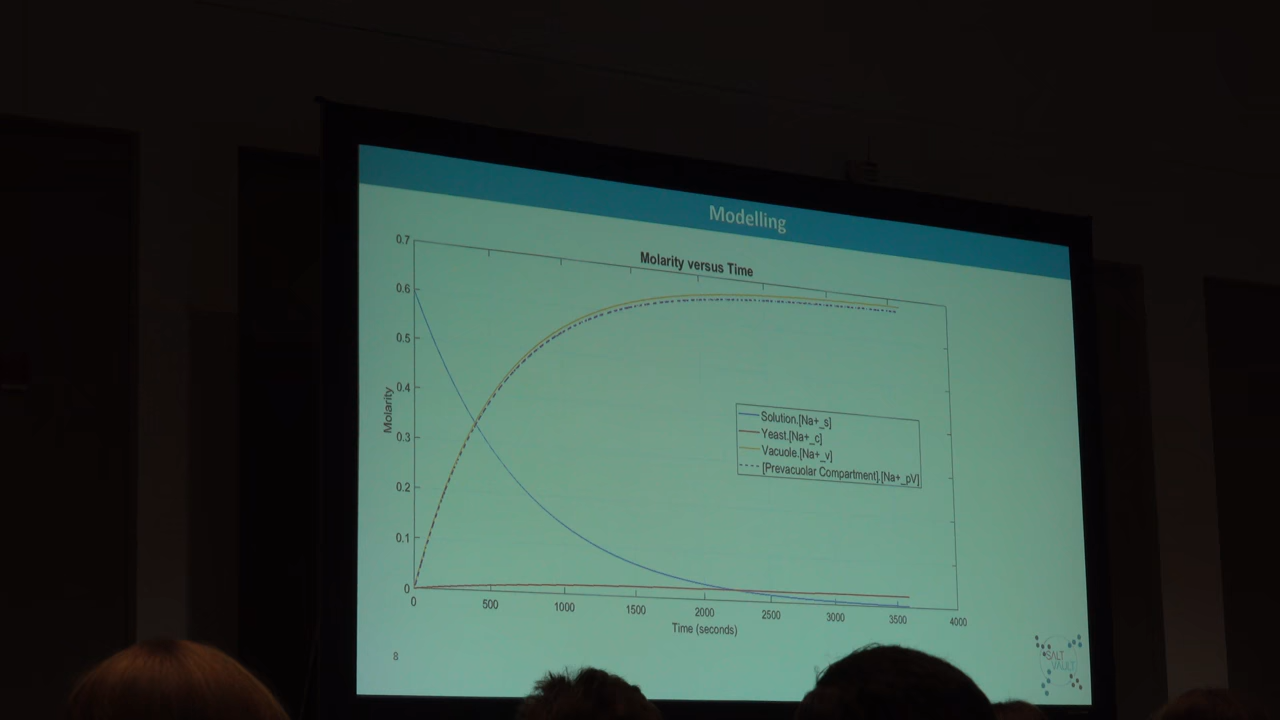 Modelling
Molarity versus Time
0.7
0.6
0.5
0.4
0.3
0.2
0.1
0
Molarity
Solution.[Na+_s]
Yeast.[Na+_c]
Vacuole.[Na+_v]
[Prevacuolar Compartment].[Na+_pV]
0 500 1000 1500 2000 2500 3000 3500 4000
Time (seconds)
8
SALT
VAULT